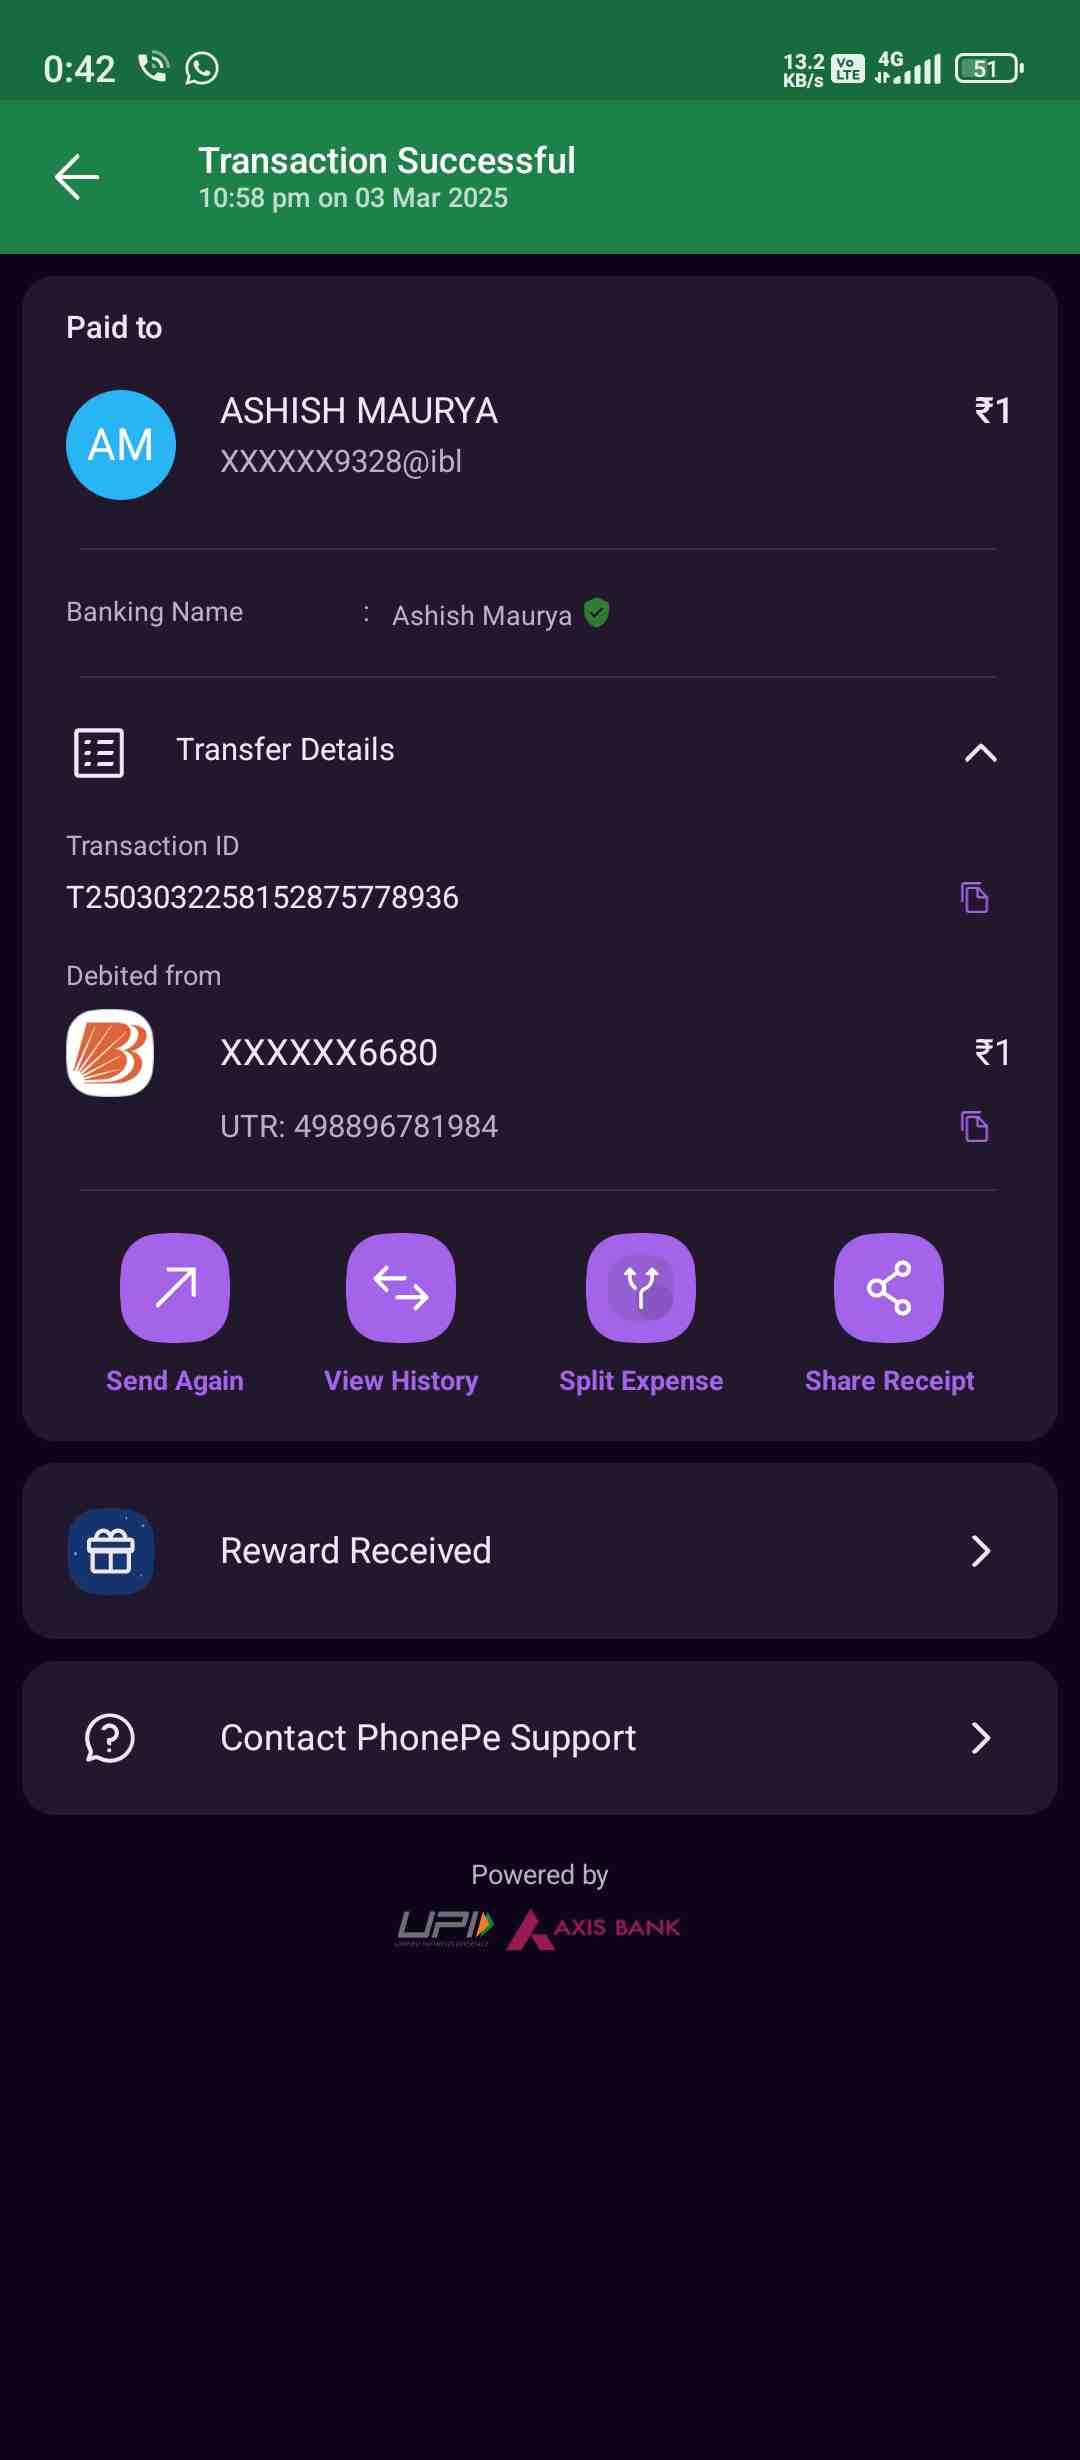 0:42
13.2 KB/s Vo LTE 4G 51
Transaction Successful
10:58 pm on 03 Mar 2025
Paid to
AM
ASHISH MAURYA ₹1
XXXXXX9328@ibl
Banking Name : Ashish Maurya
Transfer Details
Transaction ID
T2503032258152875778936
Debited from
XXXXXX6680 ₹1
UTR: 498896781984
Send Again View History Split Expense Share Receipt
Reward Received
Contact PhonePe Support
Powered by
UPI AXIS BANK